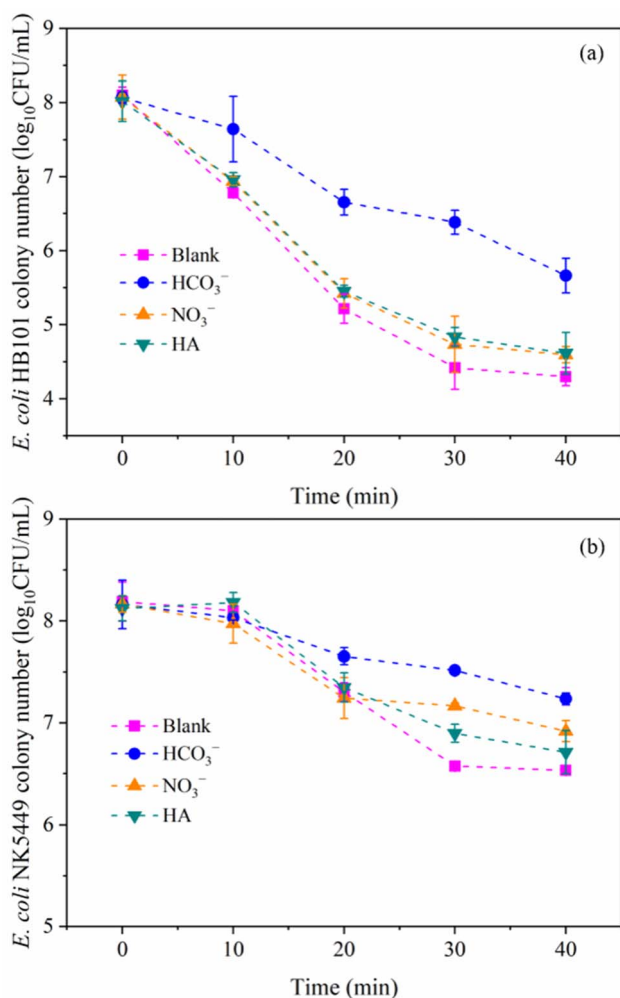 9
(a)
8
7
6
5
4
E. coli HB101 colony number (log₁₀CFU/mL)
Blank
HCO₃⁻
NO₃⁻
HA
0 10 20 30 40
Time (min)
9
(b)
8
7
6
5
E. coli NK5449 colony number (log₁₀CFU/mL)
Blank
HCO₃⁻
NO₃⁻
HA
0 10 20 30 40
Time (min)